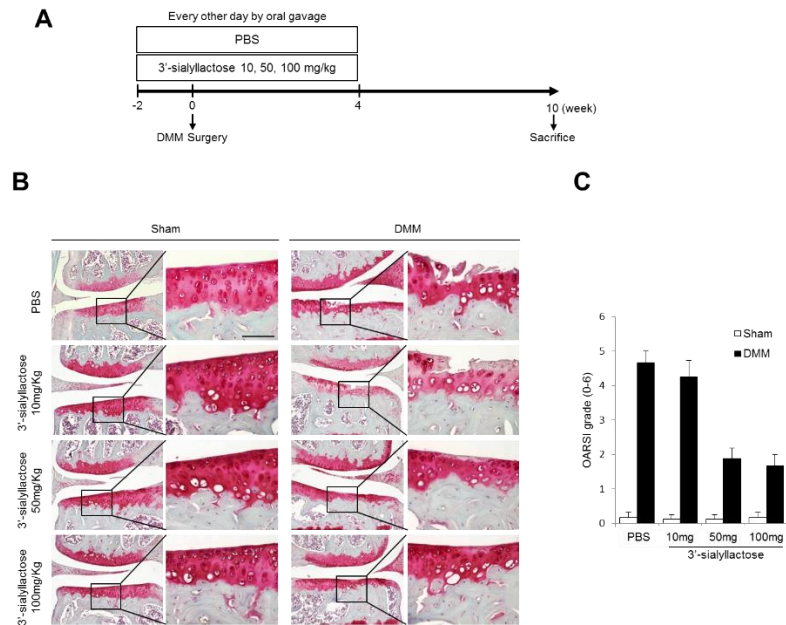 A
Every other day by oral gavage
PBS
3'-sialyllactose 10, 50, 100 mg/kg
-2 0 4 10 (week)
DMM Surgery Sacrifice
B
Sham DMM
PBS
3'-sialyllactose
10mg/Kg
3'-sialyllactose
50mg/Kg
3'-sialyllactose
100mg/Kg
C
OARSI grade (0-6)
6
5
4
3
2
1
0
Sham
DMM
PBS 10mg 50mg 100mg
3'-sialyllactose